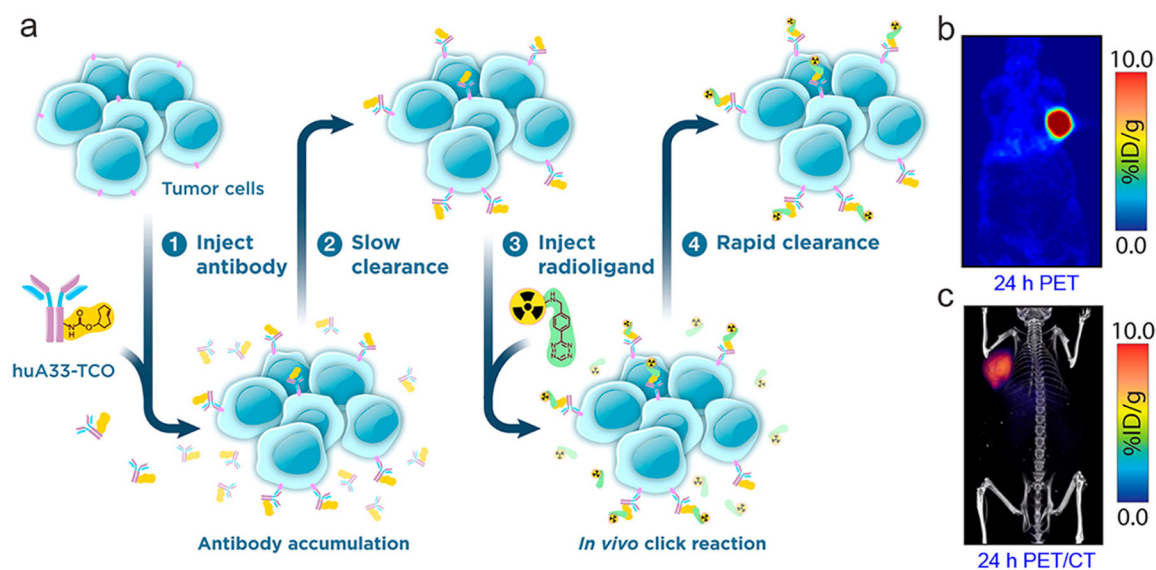 a
Tumor cells
1 Inject
antibody
2 Slow
clearance
3 Inject
radioligand
4 Rapid clearance
huA33-TCO
N
H
O
O
H
N
N
N
N
N
Antibody accumulation
In vivo click reaction
b
10.0
%ID/g
0.0
24 h PET
c
10.0
%ID/g
0.0
24 h PET/CT